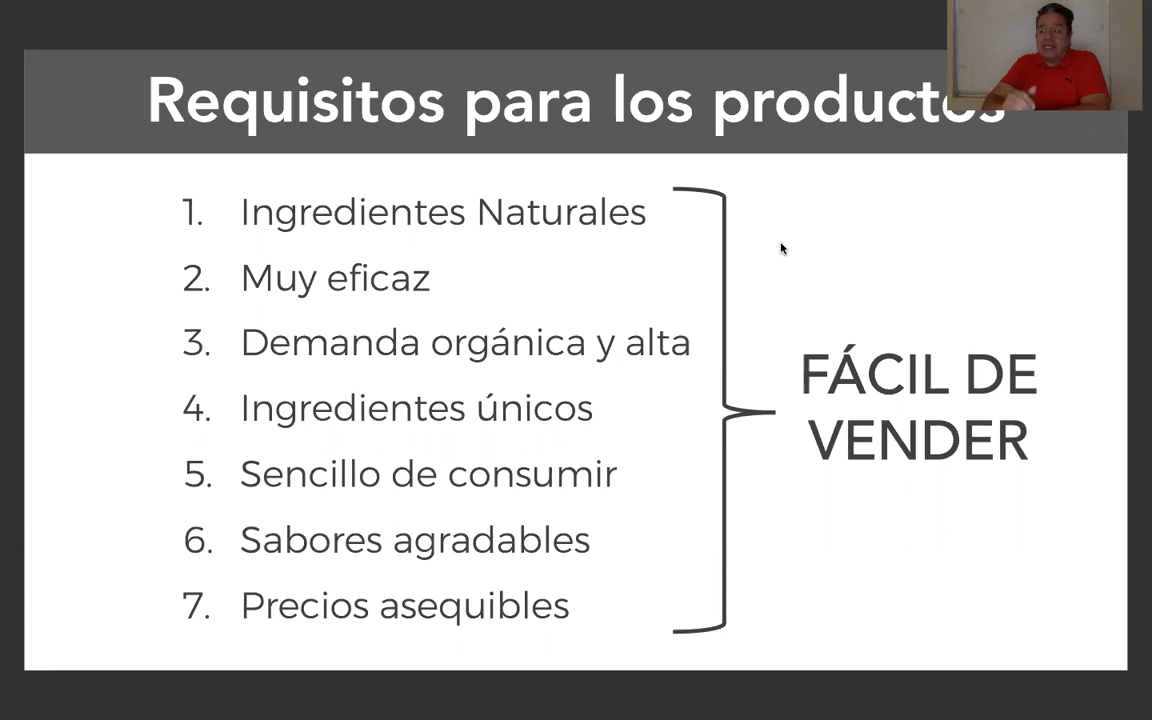 Requisitos para los productos
1. Ingredientes Naturales
2. Muy eficaz
3. Demanda orgánica y alta
4. Ingredientes únicos
5. Sencillo de consumir
6. Sabores agradables
7. Precios asequibles
FÁCIL DE
VENDER